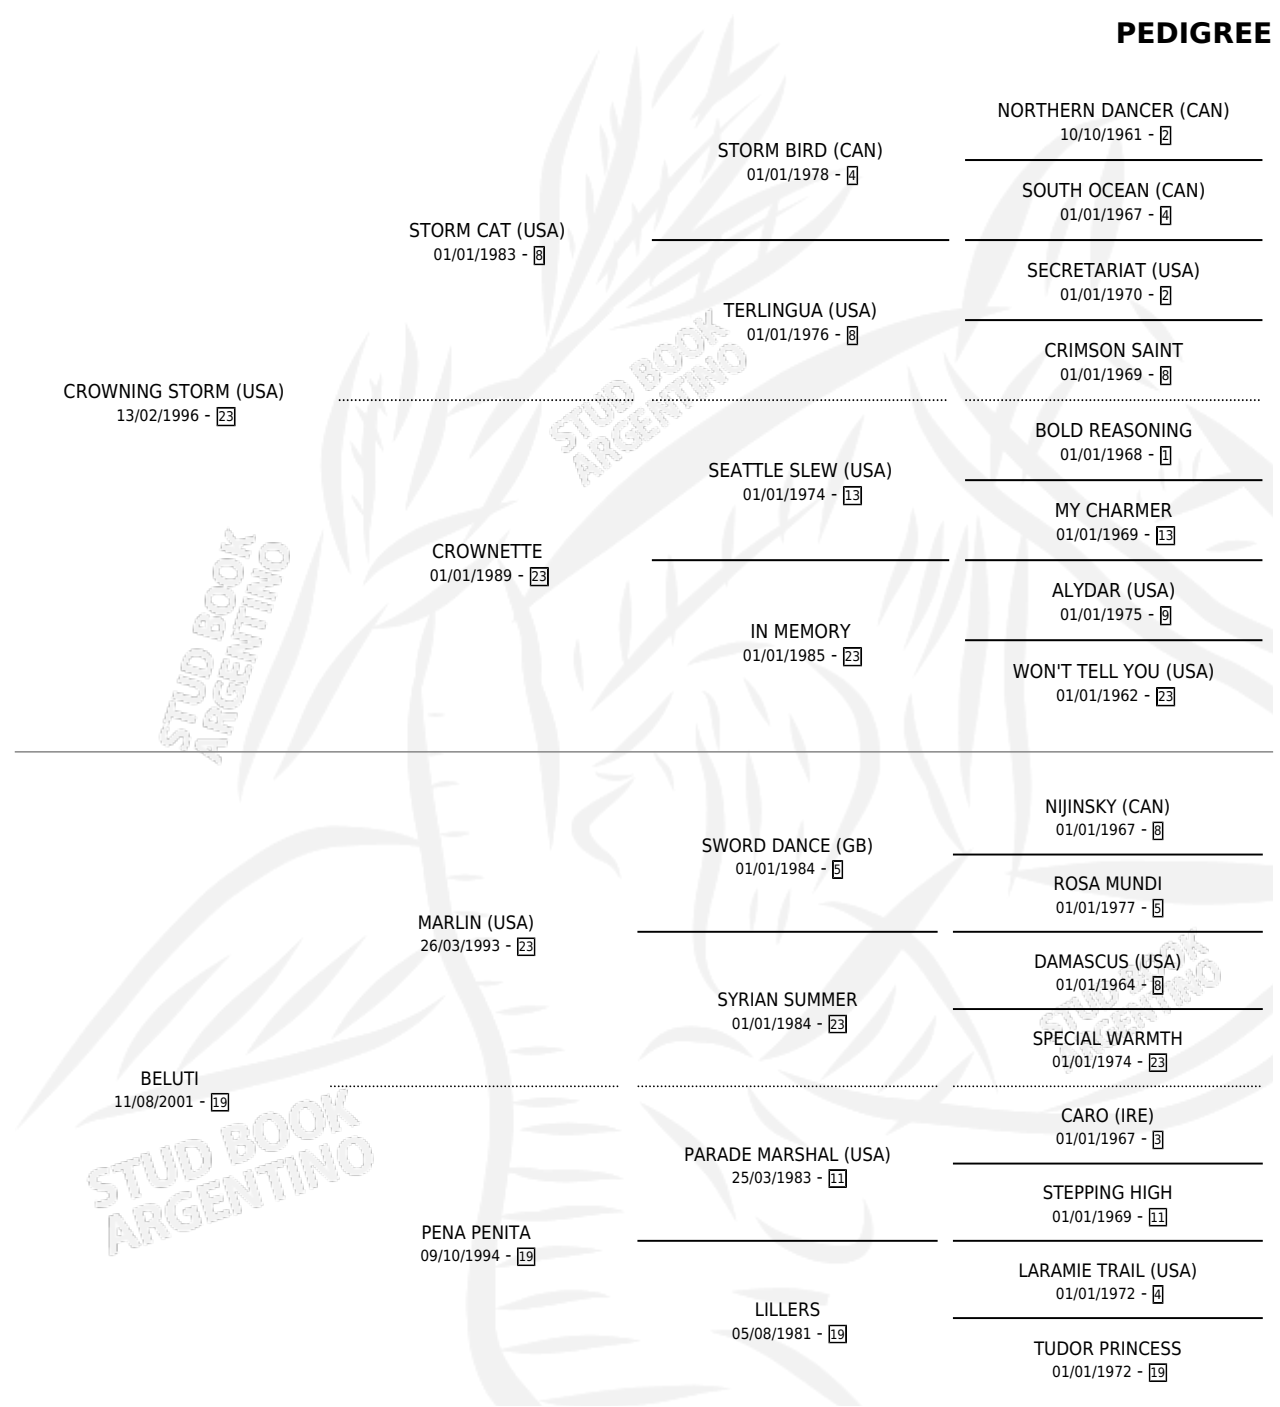 PEDIGREE
NORTHERN DANCER (CAN)
10/10/1961 - 2
STORM BIRD (CAN)
01/01/1978 - 4
SOUTH OCEAN (CAN)
01/01/1967 - 4
STORM CAT (USA)
01/01/1983 - 8
SECRETARIAT (USA)
01/01/1970 - 2
TERLINGUA (USA)
01/01/1976 - 8
CRIMSON SAINT
01/01/1969 - 8
CROWNING STORM (USA)
13/02/1996 - 23
STUD BOOK
ARGENTINO
BOLD REASONING
01/01/1968 - 1
SEATTLE SLEW (USA)
01/01/1974 - 13
MY CHARMER
01/01/1969 - 13
CROWNETTE
01/01/1989 - 23
ALYDAR (USA)
01/01/1975 - 9
IN MEMORY
01/01/1985 - 23
WON'T TELL YOU (USA)
01/01/1962 - 23
STUD BOOK
ARGENTINO
NIJINSKY (CAN)
01/01/1967 - 8
SWORD DANCE (GB)
01/01/1984 - 5
ROSA MUNDI
01/01/1977 - 5
MARLIN (USA)
26/03/1993 - 23
DAMASCUS (USA)
01/01/1964 - 8
SYRIAN SUMMER
01/01/1984 - 23
STUD BOOK
ARGENTINO
SPECIAL WARMTH
01/01/1974 - 23
BELUTI
11/08/2001 - 19
CARO (IRE)
01/01/1967 - 3
PARADE MARSHAL (USA)
25/03/1983 - 11
STEPPING HIGH
01/01/1969 - 11
STUD BOOK
ARGENTINO
PENA PENITA
09/10/1994 - 19
LARAMIE TRAIL (USA)
01/01/1972 - 4
LILLERS
05/08/1981 - 19
TUDOR PRINCESS
01/01/1972 - 19